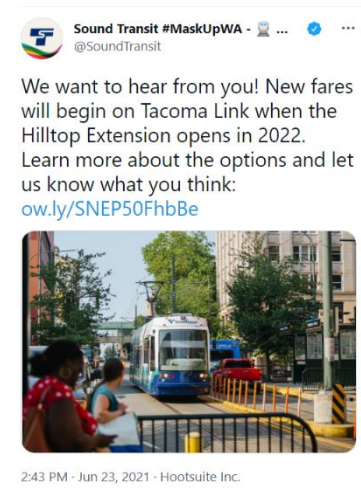 Sound Transit #MaskUpWA - 🚆 ... ...
@SoundTransit
We want to hear from you! New fares
will begin on Tacoma Link when the
Hilltop Extension opens in 2022.
Learn more about the options and let
us know what you think:
ow.ly/SNEP50FhbBe
2:43 PM · Jun 23, 2021 · Hootsuite Inc.